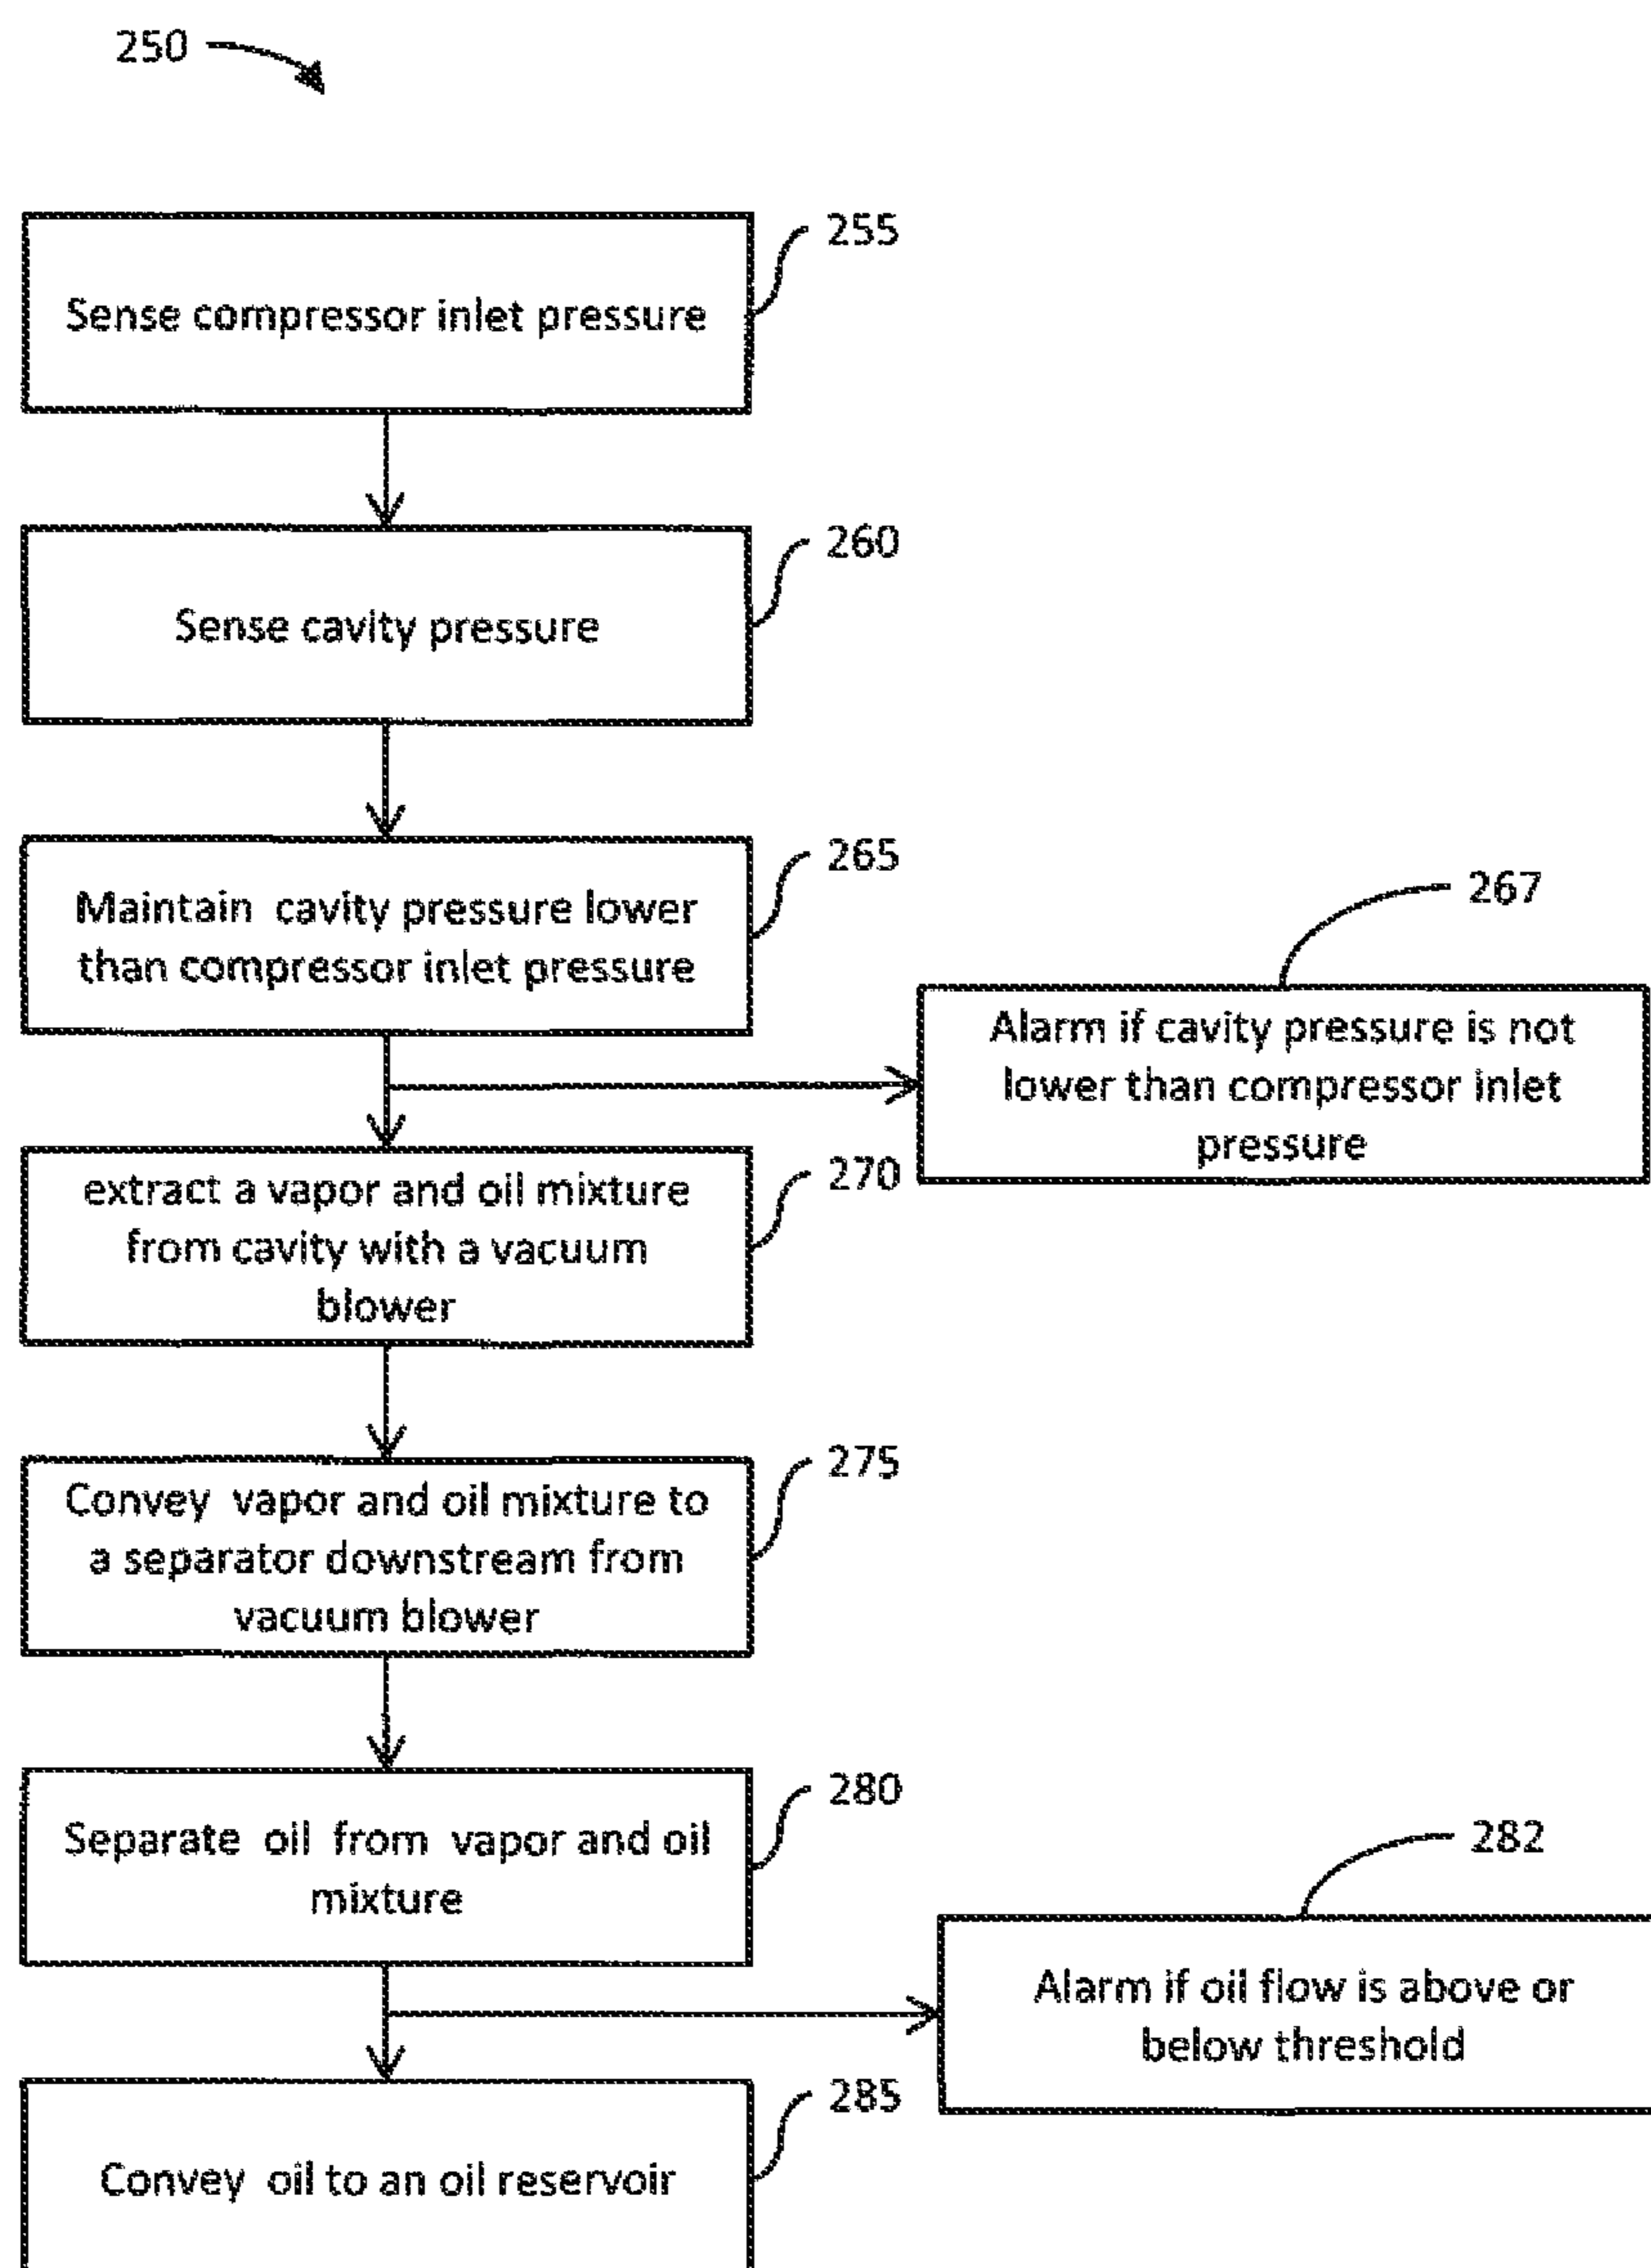 250
255
Sense compressor inlet pressure
260
Sense cavity pressure
265
Maintain cavity pressure lower
than compressor inlet pressure
267
Alarm if cavity pressure is not
lower than compressor inlet
pressure
270
extract a vapor and oil mixture
from cavity with a vacuum
blower
275
Convey vapor and oil mixture to
a separator downstream from
vacuum blower
280
Separate oil from vapor and oil
mixture
282
Alarm if oil flow is above or
below threshold
285
Convey oil to an oil reservoir